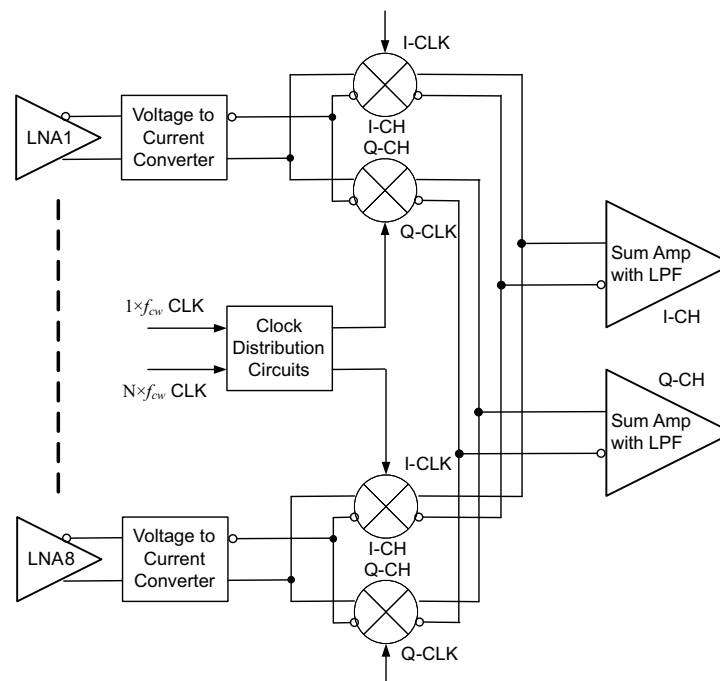 I-CLK
LNA1
Voltage to
Current
Converter
I-CH
Q-CH
Q-CLK
Sum Amp
with LPF
I-CH
1×fcw CLK
Clock
Distribution
Circuits
N×fcw CLK
Q-CH
Sum Amp
with LPF
I-CLK
LNA8
Voltage to
Current
Converter
I-CH
Q-CH
Q-CLK